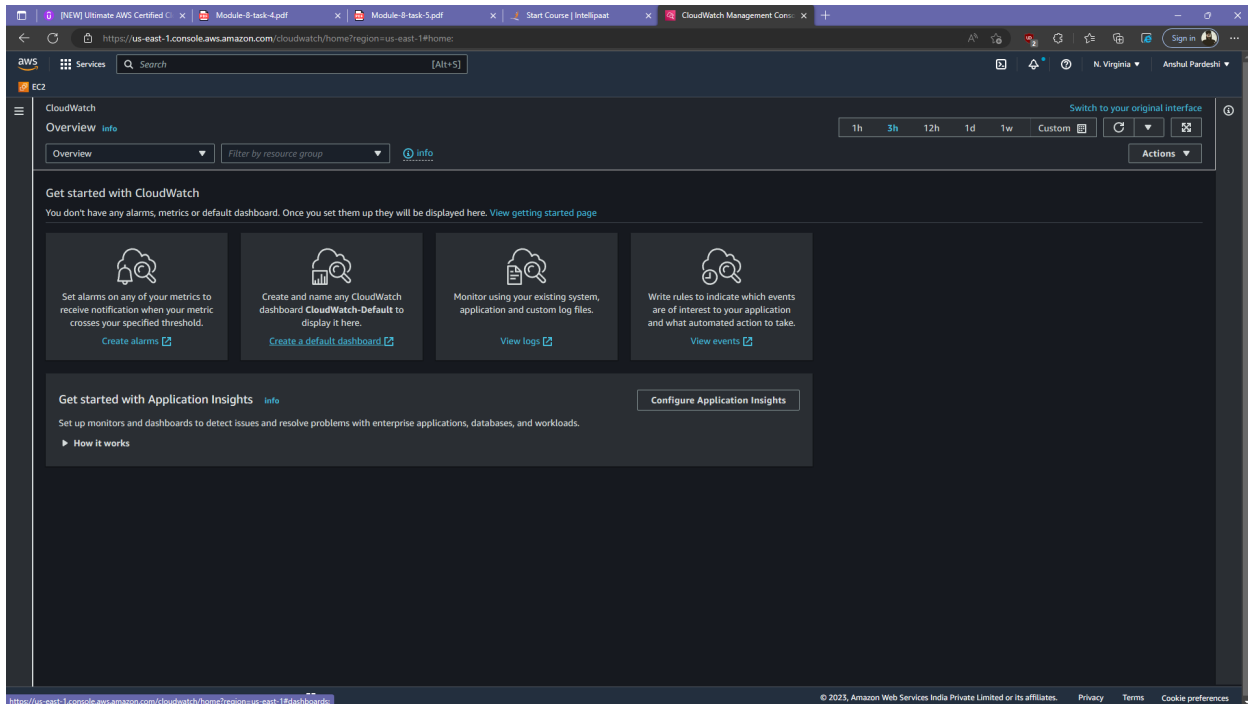 [NEW] Ultimate AWS Certified Cl
Module-8-task-4.pdf
Module-8-task-5.pdf
Start Course | Intellipaat
CloudWatch Management Cons
https://us-east-1.console.aws.amazon.com/cloudwatch/home?region=us-east-1#home:
2
Sign in
aws
Services
Search
[Alt+S]
N. Virginia
Anshul Pardeshi
EC2
CloudWatch
Switch to your original interface
Overview info
1h 3h 12h 1d 1w Custom
Overview
Filter by resource group
info
Actions
Get started with CloudWatch
You don't have any alarms, metrics or default dashboard. Once you set them up they will be displayed here. View getting started page
Set alarms on any of your metrics to
receive notification when your metric
crosses your specified threshold.
Create alarms
Create and name any CloudWatch
dashboard CloudWatch-Default to
display it here.
Create a default dashboard
Monitor using your existing system,
application and custom log files.
View logs
Write rules to indicate which events
are of interest to your application
and what automated action to take.
View events
Get started with Application Insights info
Configure Application Insights
Set up monitors and dashboards to detect issues and resolve problems with enterprise applications, databases, and workloads.
How it works
https://us-east-1.console.aws.amazon.com/cloudwatch/home?region=us-east-1#dashboards:
© 2023, Amazon Web Services India Private Limited or its affiliates.
Privacy
Terms
Cookie preferences